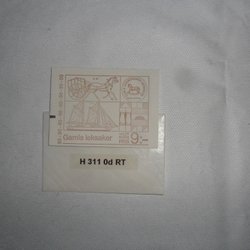 Gamla leksaker
9:-
H 311 0d RT